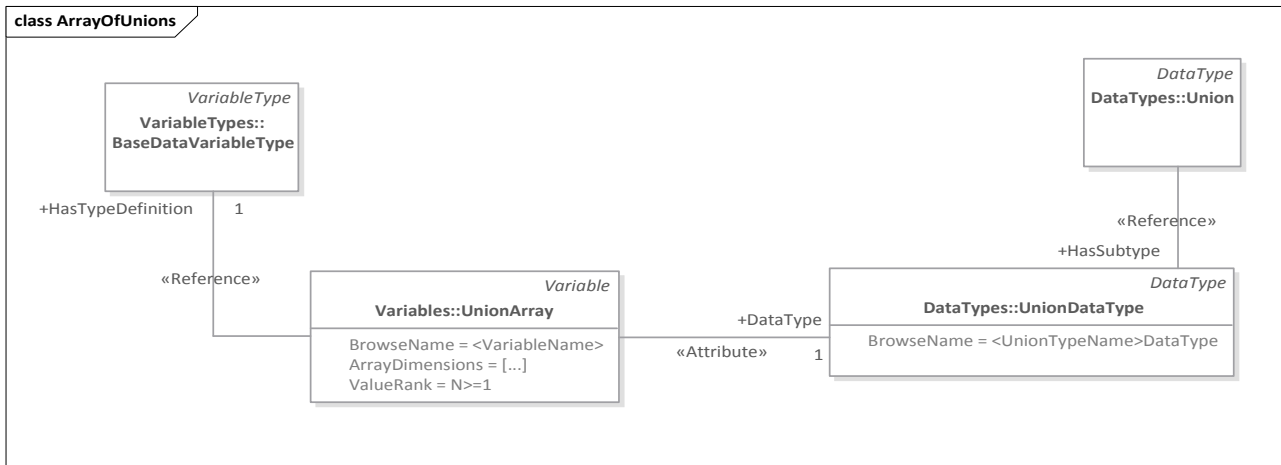 class ArrayOfUnions
VariableType
VariableTypes::
BaseDataVariableType
DataType
DataTypes::Union
+HasTypeDefinition
1
«Reference»
«Reference»
+HasSubtype
Variable
Variables::UnionArray
BrowseName = <VariableName>
ArrayDimensions = [...]
ValueRank = N>=1
+DataType
«Attribute»
1
DataType
DataTypes::UnionDataType
BrowseName = <UnionTypeName>DataType